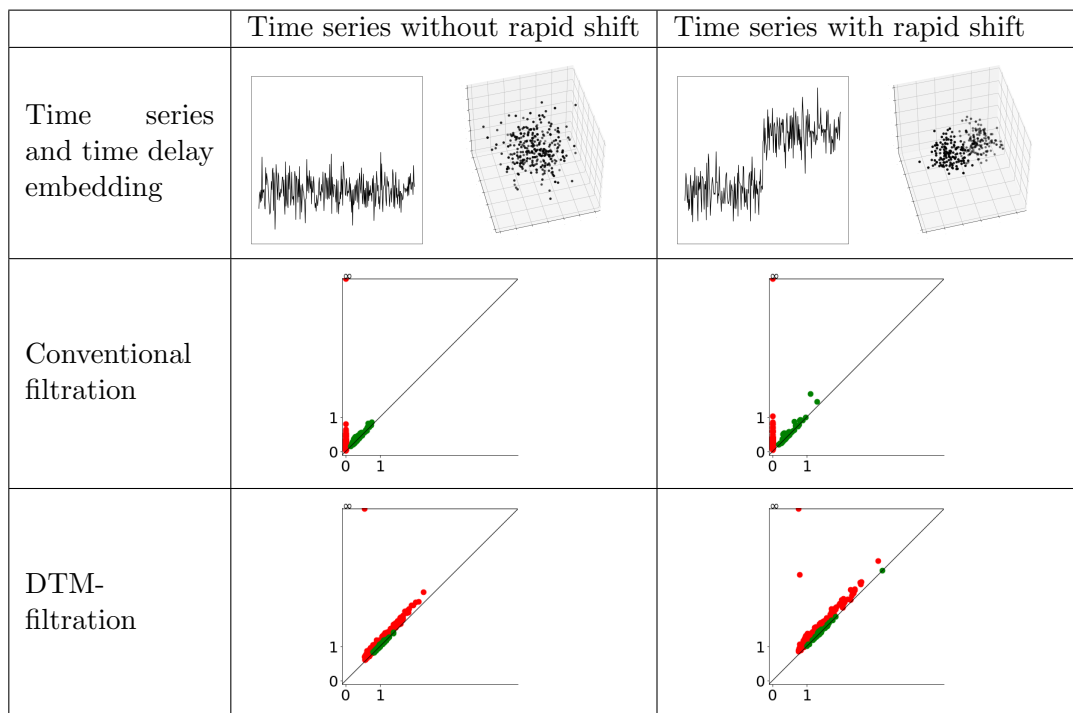 Time series without rapid shift
Time series with rapid shift
Time series
and time delay
embedding
Conventional
filtration
∞
1
0
0 1
∞
1
0
0 1
DTM-
filtration
∞
1
0
0 1
∞
1
0
0 1